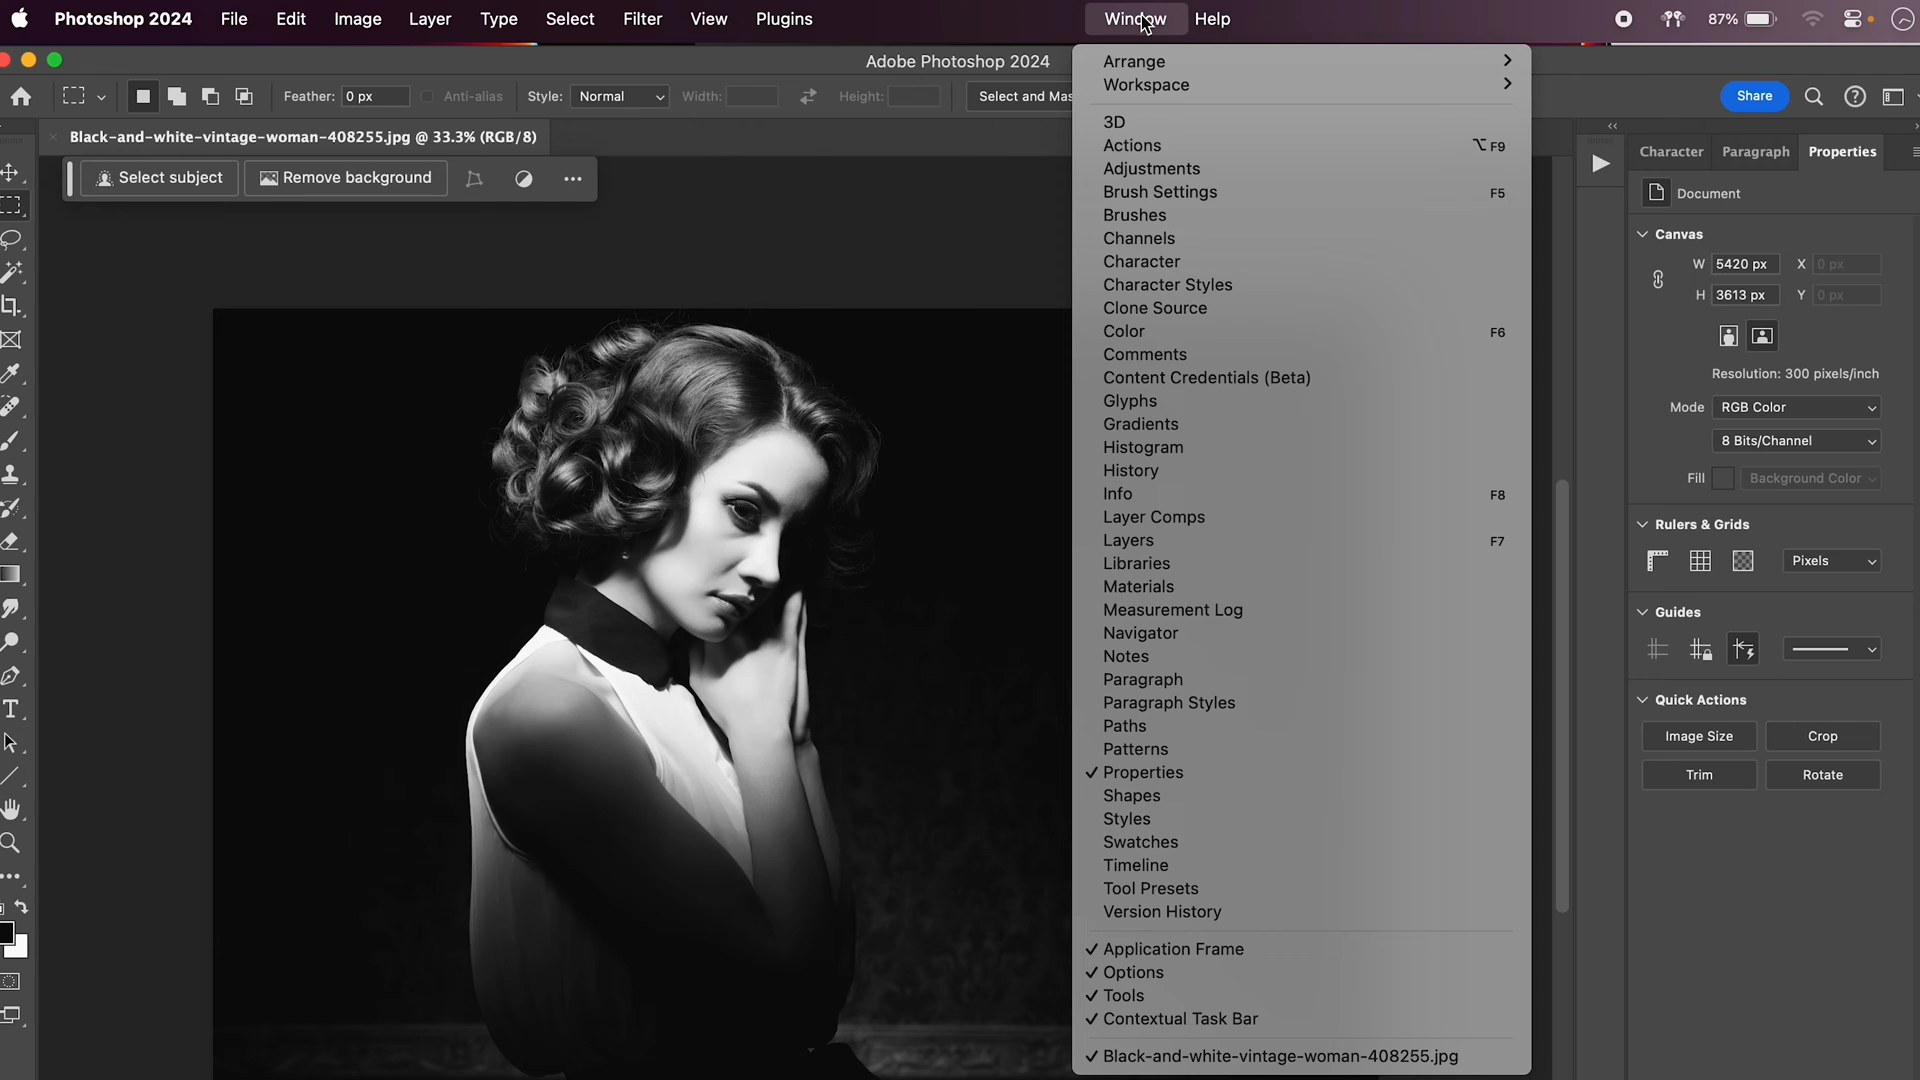 Photoshop 2024 File Edit Image Layer Type Select Filter View Plugins Window Help 87%
Adobe Photoshop 2024
Feather: 0 px Anti-alias Style: Normal Width: Height: Select and Mas Share
Black-and-white-vintage-woman-408255.jpg @ 33.3% (RGB/8)
Select subject Remove background
Arrange
Workspace
3D
Actions ⌥ F9
Adjustments
Brush Settings F5
Brushes
Channels
Character
Character Styles
Clone Source
Color F6
Comments
Content Credentials (Beta)
Glyphs
Gradients
Histogram
History
Info F8
Layer Comps
Layers F7
Libraries
Materials
Measurement Log
Navigator
Notes
Paragraph
Paragraph Styles
Paths
Patterns
✓ Properties
Shapes
Styles
Swatches
Timeline
Tool Presets
Version History
✓ Application Frame
✓ Options
✓ Tools
✓ Contextual Task Bar
✓ Black-and-white-vintage-woman-408255.jpg
Character Paragraph Properties
Document
Canvas
W 5420 px X 0 px
H 3613 px Y 0 px
Resolution: 300 pixels/inch
Mode RGB Color
8 Bits/Channel
Fill Background Color
Rulers & Grids
Pixels
Guides
Quick Actions
Image Size Crop
Trim Rotate